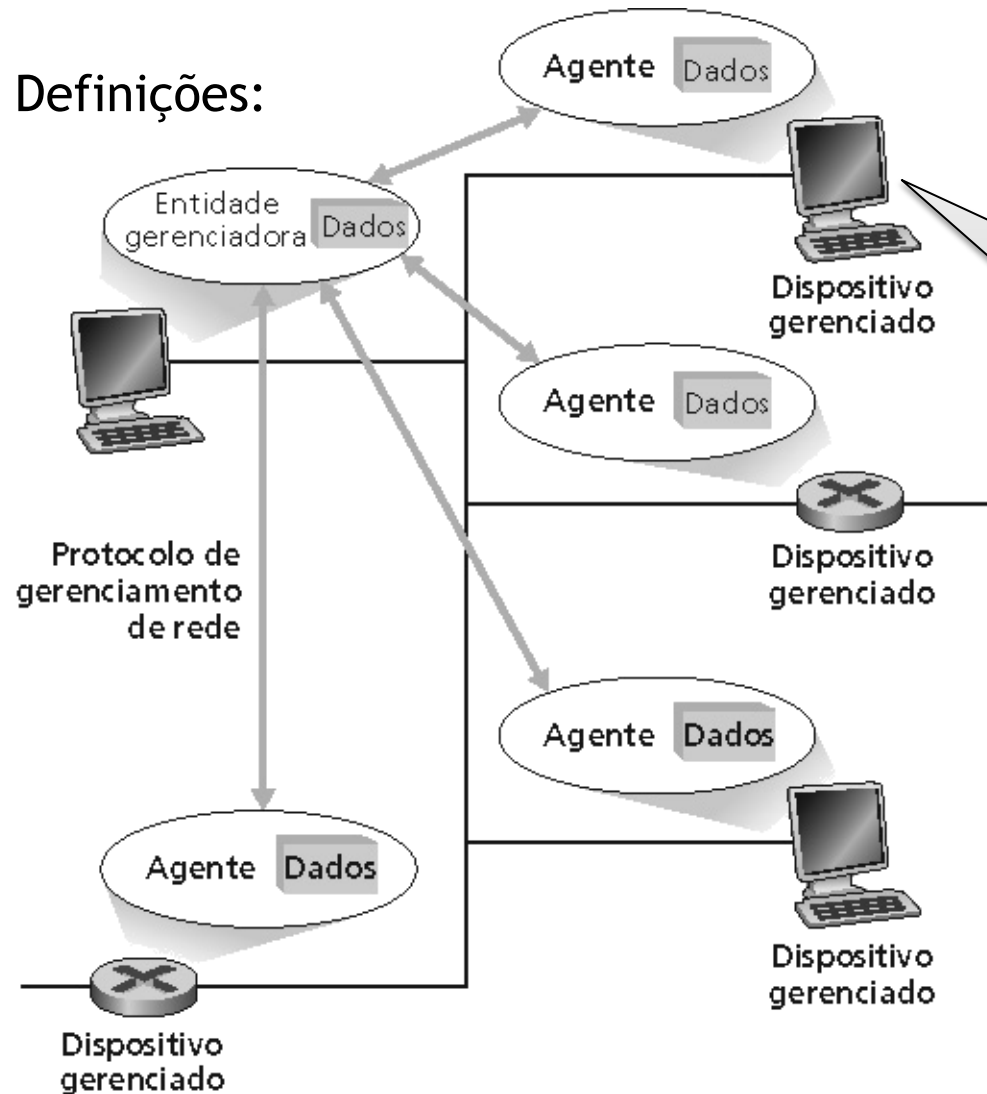 Definições:
Agente Dados
Entidade
gerenciadora Dados
Dispositivo
gerenciado
Agente Dados
Protocolo de
gerenciamento
de rede
Dispositivo
gerenciado
Agente Dados
Agente Dados
Dispositivo
gerenciado
Dispositivo
gerenciado